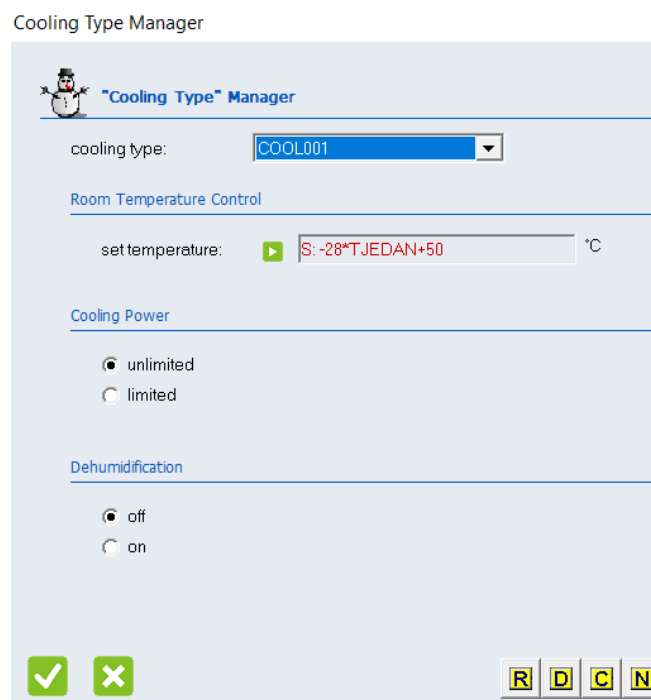 Cooling Type Manager
"Cooling Type" Manager
cooling type: COOL001
Room Temperature Control
set temperature: S: -28*TJEDAN+50 °C
Cooling Power
unlimited
limited
Dehumidification
off
on
R D C N